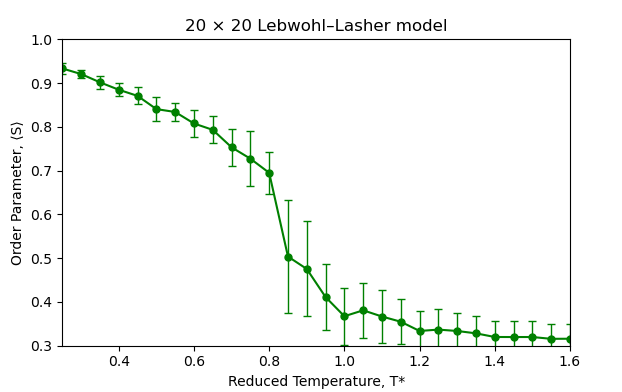 20 × 20 Lebwohl–Lasher model
1.0
0.9
0.8
0.7
0.6
0.5
0.4
0.3
Order Parameter, ⟨S⟩
0.4 0.6 0.8 1.0 1.2 1.4 1.6
Reduced Temperature, T*